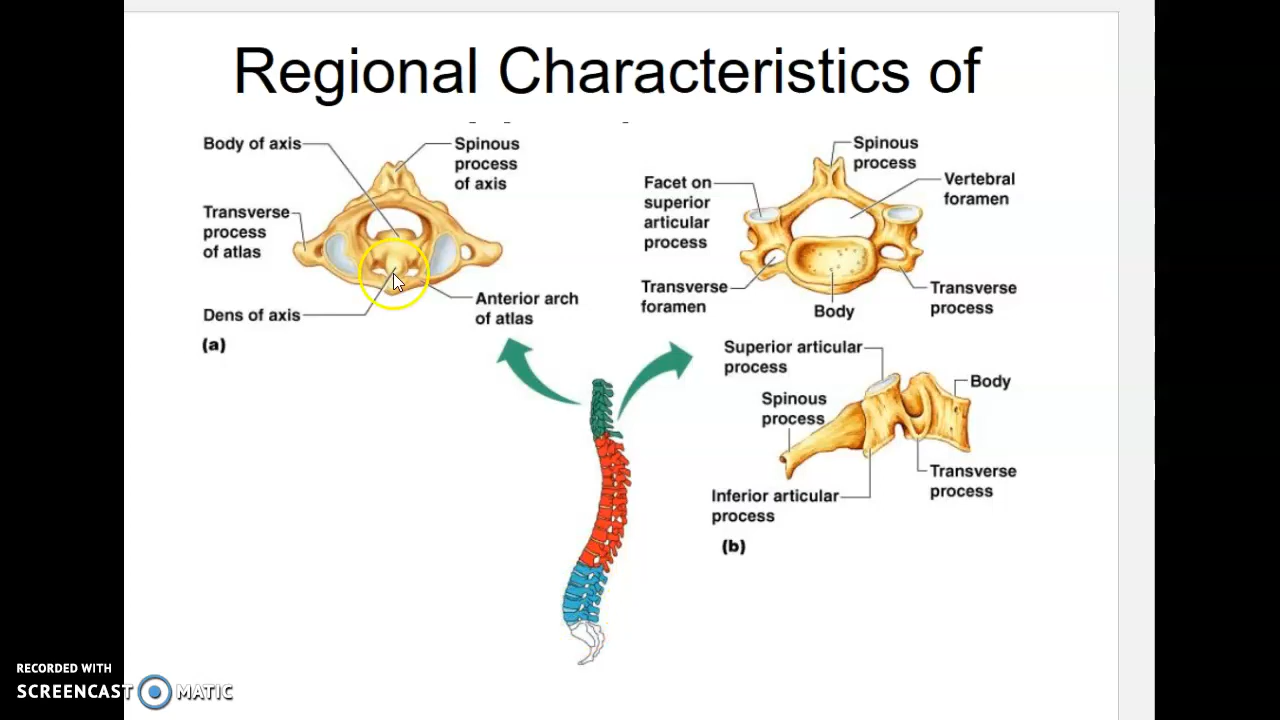 Regional Characteristics of
Body of axis
Spinous
process
of axis
Transverse
process
of atlas
Dens of axis
Anterior arch
of atlas
(a)
Spinous
process
Facet on
superior
articular
process
Vertebral
foramen
Transverse
foramen
Transverse
process
Body
Superior articular
process
Body
Spinous
process
Transverse
process
Inferior articular
process
(b)
RECORDED WITH
SCREENCAST MATIC